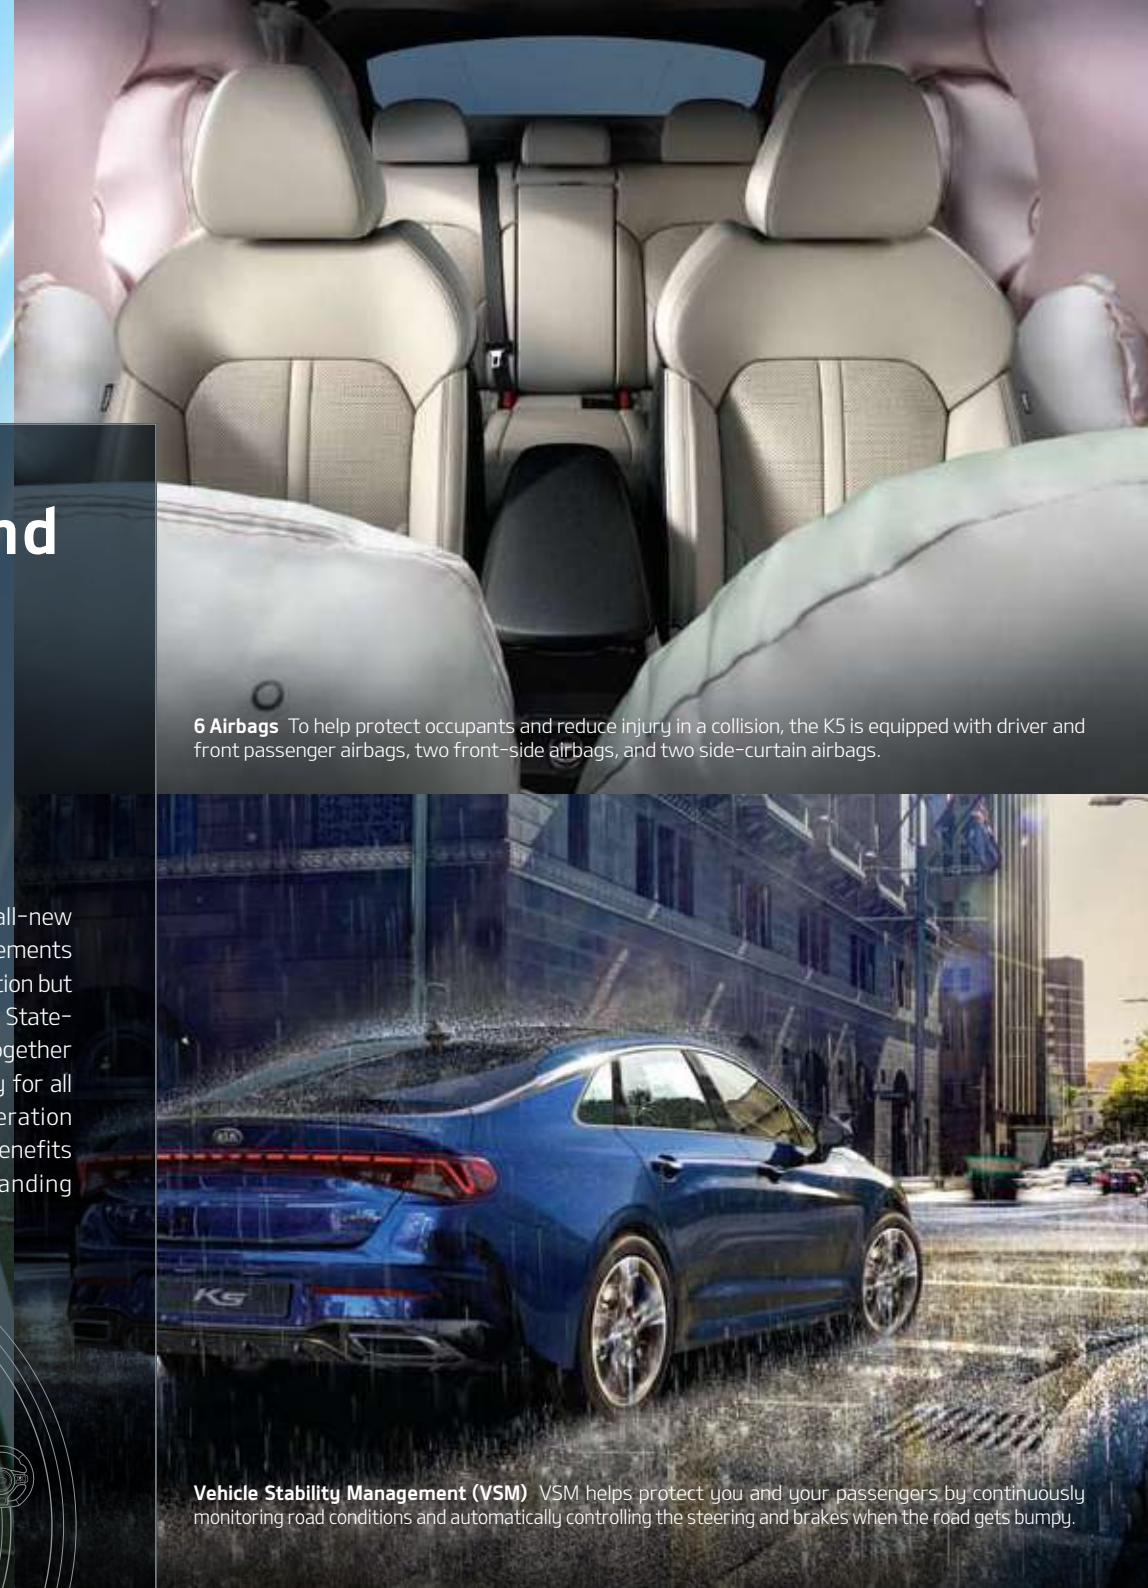 nd
6 Airbags To help protect occupants and reduce injury in a collision, the K5 is equipped with driver and
front passenger airbags, two front-side airbags, and two side-curtain airbags.
all-new
ements
tion but
State-
ogether
y for all
eration
enefits
anding
KIA
K5
Vehicle Stability Management (VSM) VSM helps protect you and your passengers by continuously
monitoring road conditions and automatically controlling the steering and brakes when the road gets bumpy.